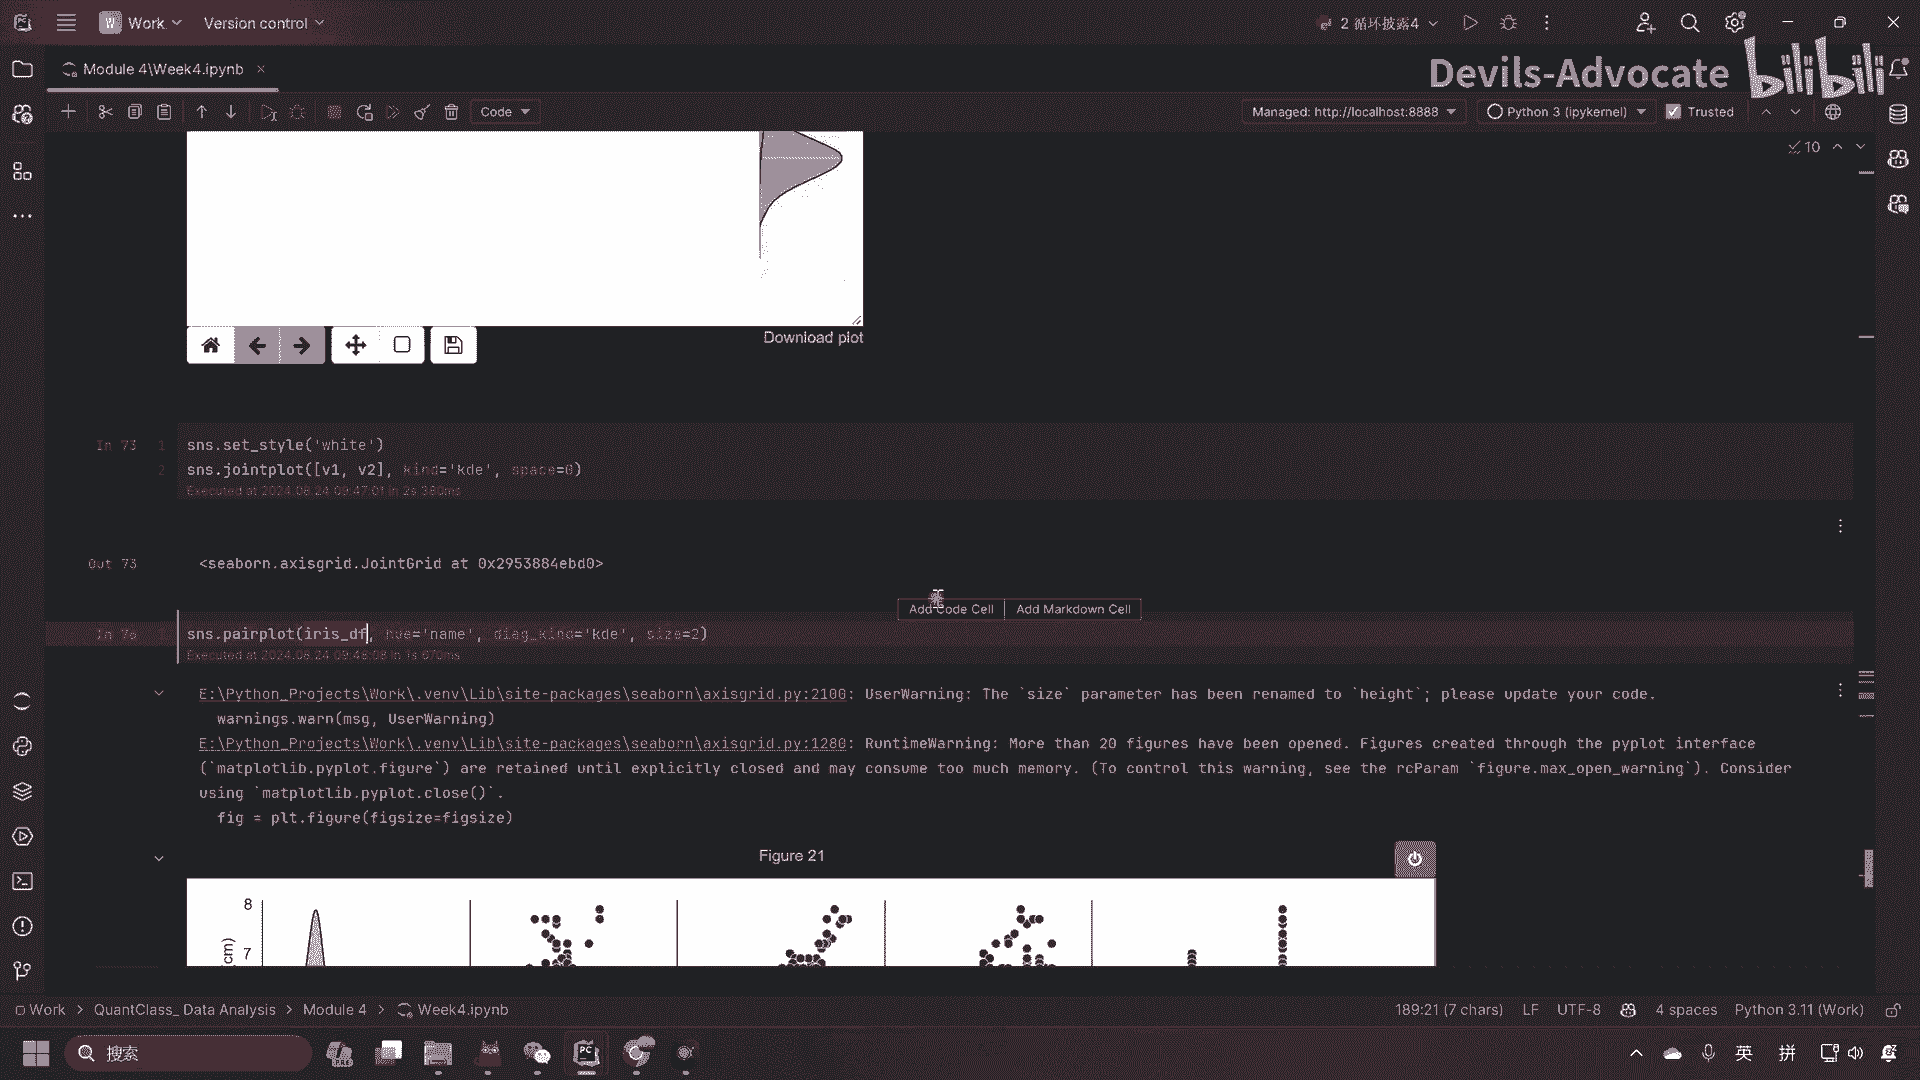 Work
Version control
2 循环披露4
Module 4\Week4.ipynb
Devils-Advocate
bilibili
Code
Managed: http://localhost:8888
Python 3 (ipykernel)
Trusted
10
Download plot
In 73
1 sns.set_style('white')
2 sns.jointplot([v1, v2], kind='kde', space=0)
Executed at 2024.08.24 09:47:01 in 2s 380ms
Out 73
<seaborn.axisgrid.JointGrid at 0x2953884ebd0>
Add Code Cell
Add Markdown Cell
In 76
1 sns.pairplot(iris_df, hue='name', diag_kind='kde', size=2)
Executed at 2024.08.24 09:48:08 in 1s 670ms
E:\Python_Projects\Work\.venv\Lib\site-packages\seaborn\axisgrid.py:2100: UserWarning: The `size` parameter has been renamed to `height`; please update your code.
warnings.warn(msg, UserWarning)
E:\Python_Projects\Work\.venv\Lib\site-packages\seaborn\axisgrid.py:1280: RuntimeWarning: More than 20 figures have been opened. Figures created through the pyplot interface
(`matplotlib.pyplot.figure`) are retained until explicitly closed and may consume too much memory. (To control this warning, see the rcParam `figure.max_open_warning`). Consider
using `matplotlib.pyplot.close()`.
fig = plt.figure(figsize=figsize)
Figure 21
8
7
(cm)
Work > QuantClass_ Data Analysis > Module 4 > Week4.ipynb
189:21 (7 chars)
LF
UTF-8
4 spaces
Python 3.11 (Work)
搜索
英
拼